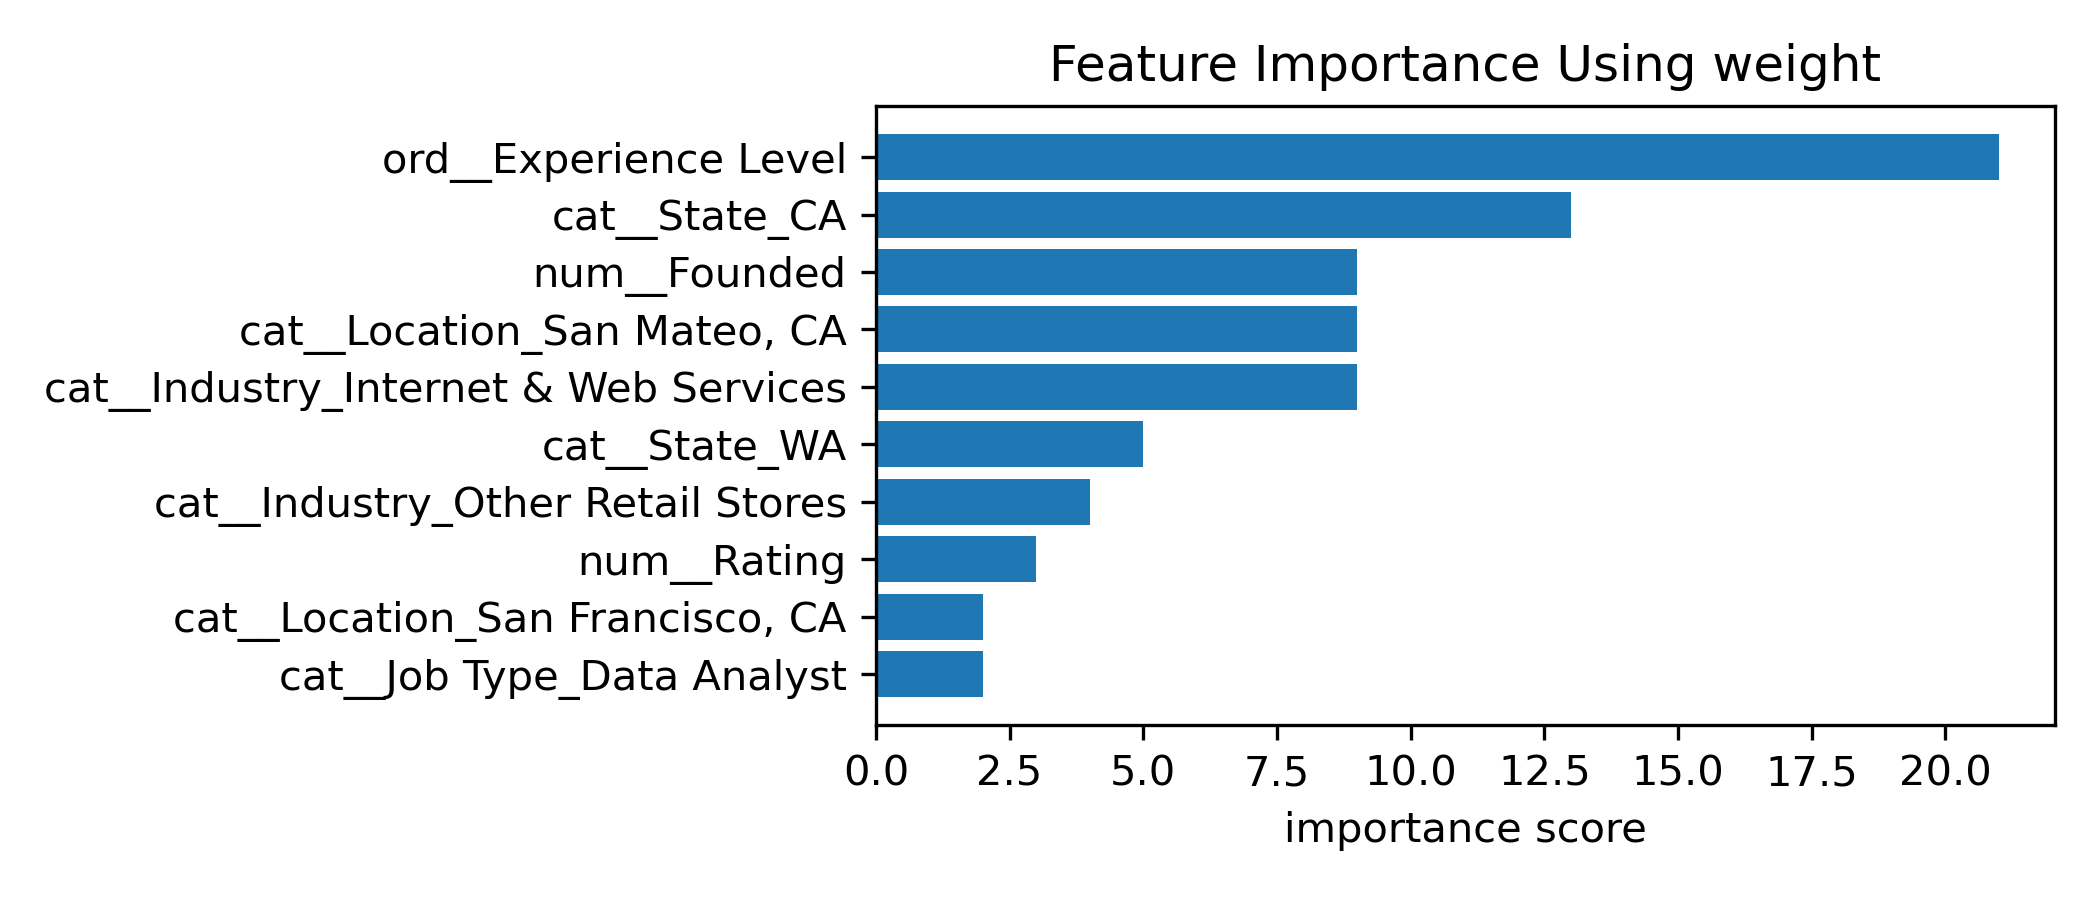 Feature Importance Using weight
ord__Experience Level
cat__State_CA
num__Founded
cat__Location_San Mateo, CA
cat__Industry_Internet & Web Services
cat__State_WA
cat__Industry_Other Retail Stores
num__Rating
cat__Location_San Francisco, CA
cat__Job Type_Data Analyst
0.0 2.5 5.0 7.5 10.0 12.5 15.0 17.5 20.0
importance score